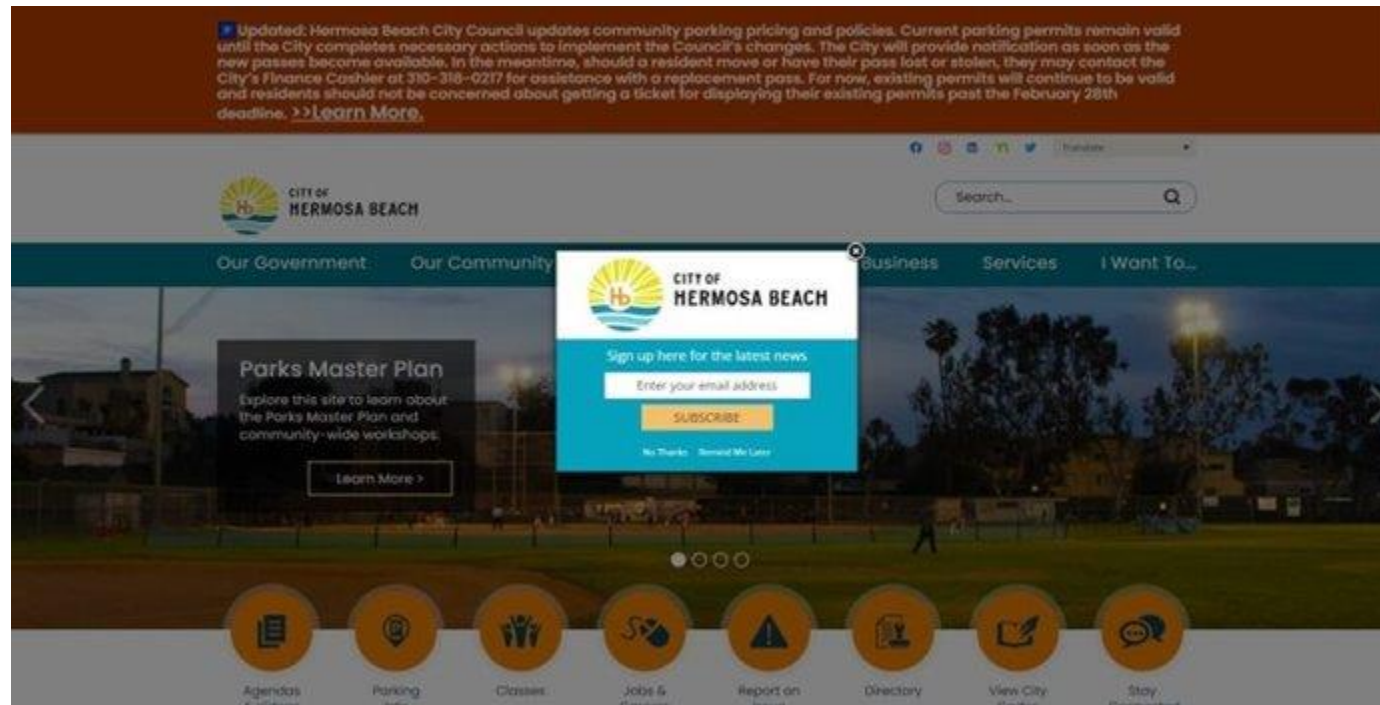 Updated: Hermosa Beach City Council updates community parking pricing and policies. Current parking permits remain valid
until the City completes necessary actions to implement the Council's changes. The City will provide notification as soon as the
new passes become available. In the meantime, should a resident move or have their pass lost or stolen, they may contact the
City's Finance Cashier at 310-318-0217 for assistance with a replacement pass. For now, existing permits will continue to be valid
and residents should not be concerned about getting a ticket for displaying their existing permits past the February 28th
deadline. >>Learn More.
Translate
CITY OF
HERMOSA BEACH
Search...
Our Government Our Community Business Services I Want To...
CITY OF
HERMOSA BEACH
Sign up here for the latest news
Enter your email address
SUBSCRIBE
No Thanks Remind Me Later
Parks Master Plan
Explore this site to learn about
the Parks Master Plan and
community-wide workshops.
Learn More >
Agendas Parking Classes Jobs & Report an Directory View City Stay